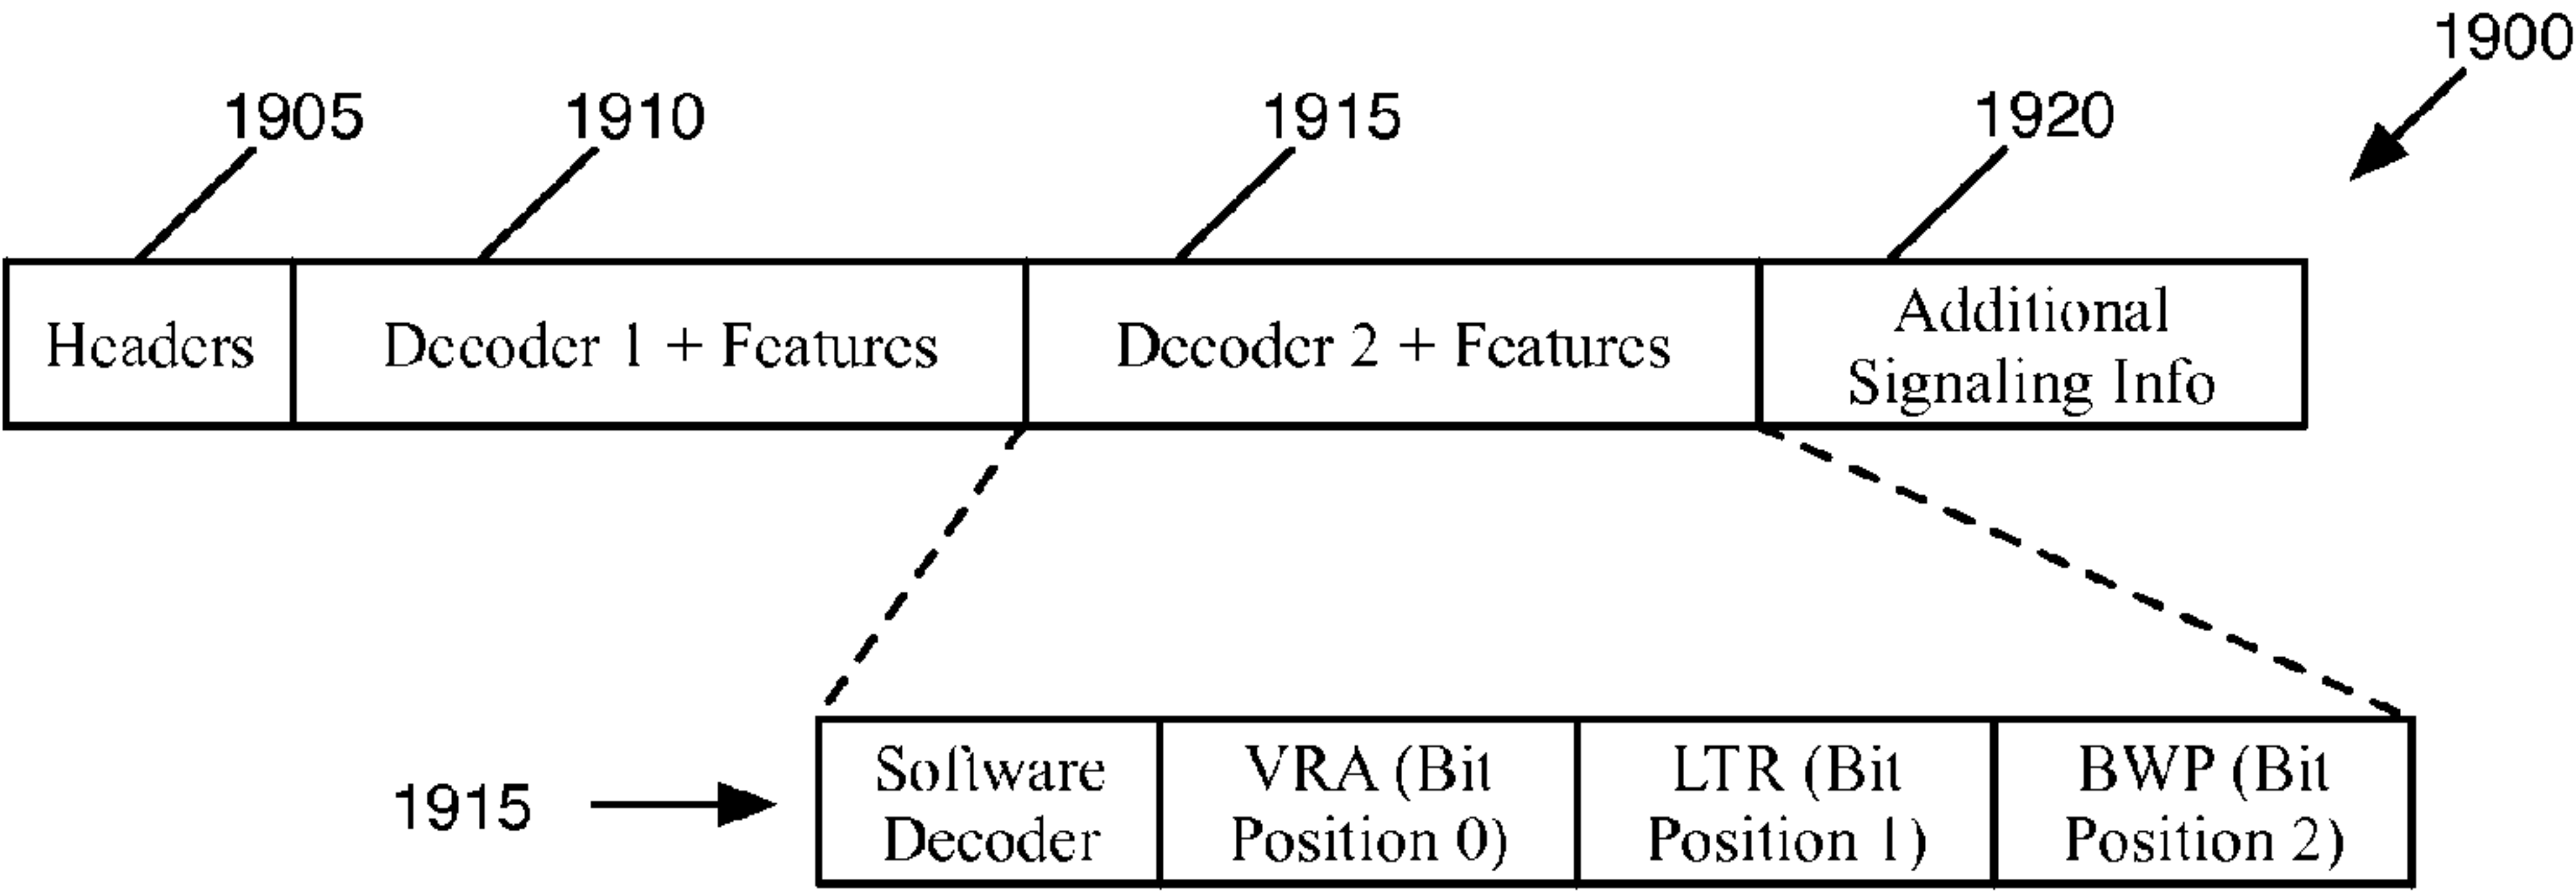 1900
1905
1910
1915
1920
Headers
Decoder 1 + Features
Decoder 2 + Features
Additional
Signaling Info
1915
Software
Decoder
VRA (Bit
Position 0)
LTR (Bit
Position 1)
BWP (Bit
Position 2)